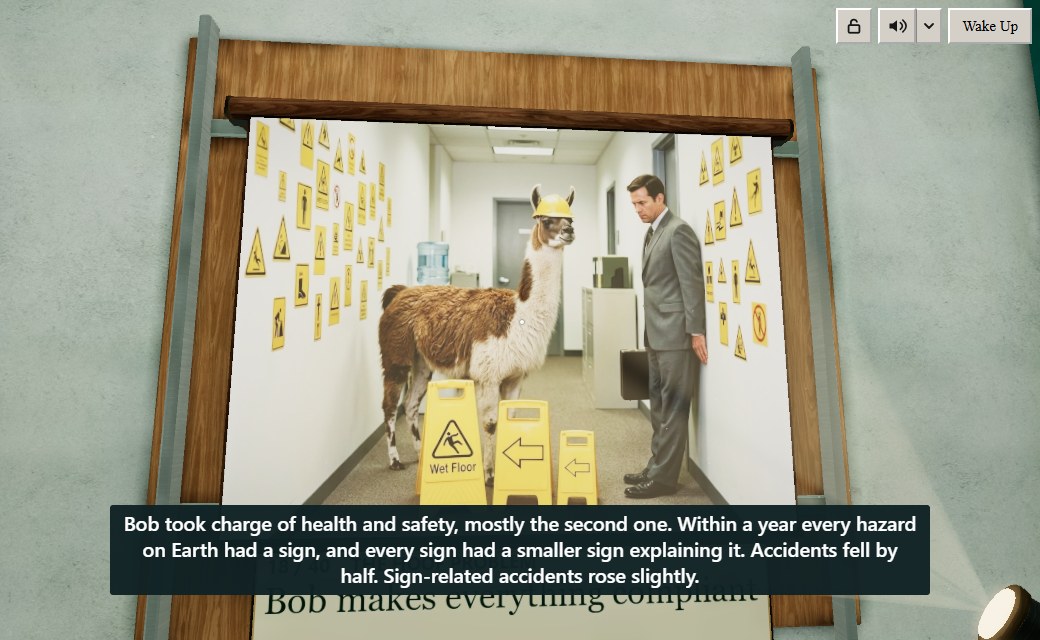 Wake Up
Wet Floor
Bob took charge of health and safety, mostly the second one. Within a year every hazard
on Earth had a sign, and every sign had a smaller sign explaining it. Accidents fell by
half. Sign-related accidents rose slightly.
Bob makes everything compliant